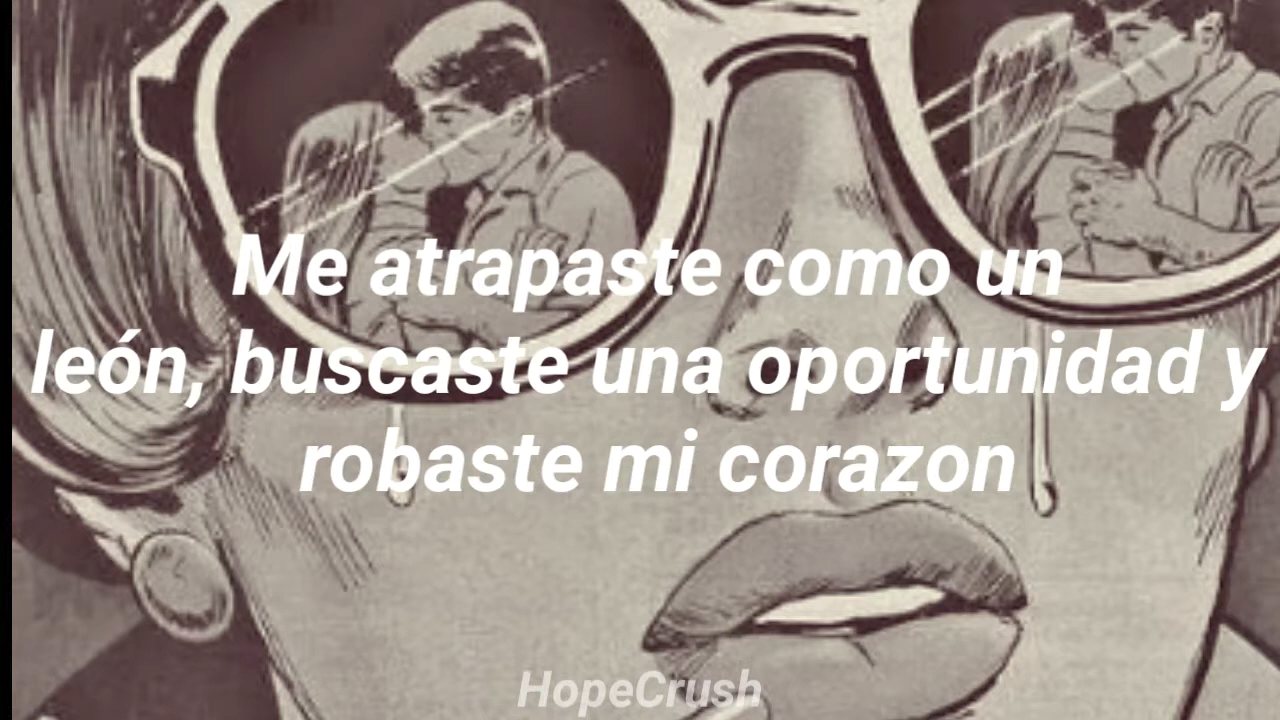 Me atrapaste como un
león, buscaste una oportunidad y
robaste mi corazon
HopeCrush